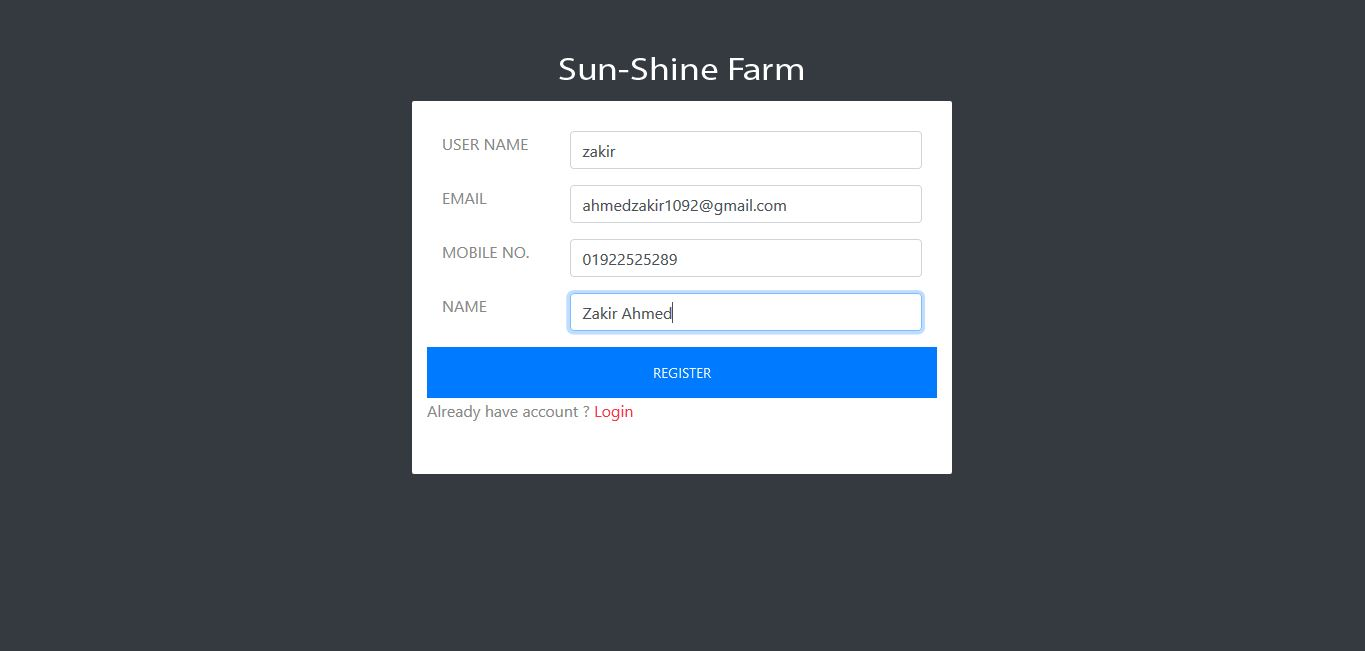 Sun-Shine Farm
USER NAME zakir
EMAIL ahmedzakir1092@gmail.com
MOBILE NO. 01922525289
NAME Zakir Ahmed
REGISTER
Already have account ? Login